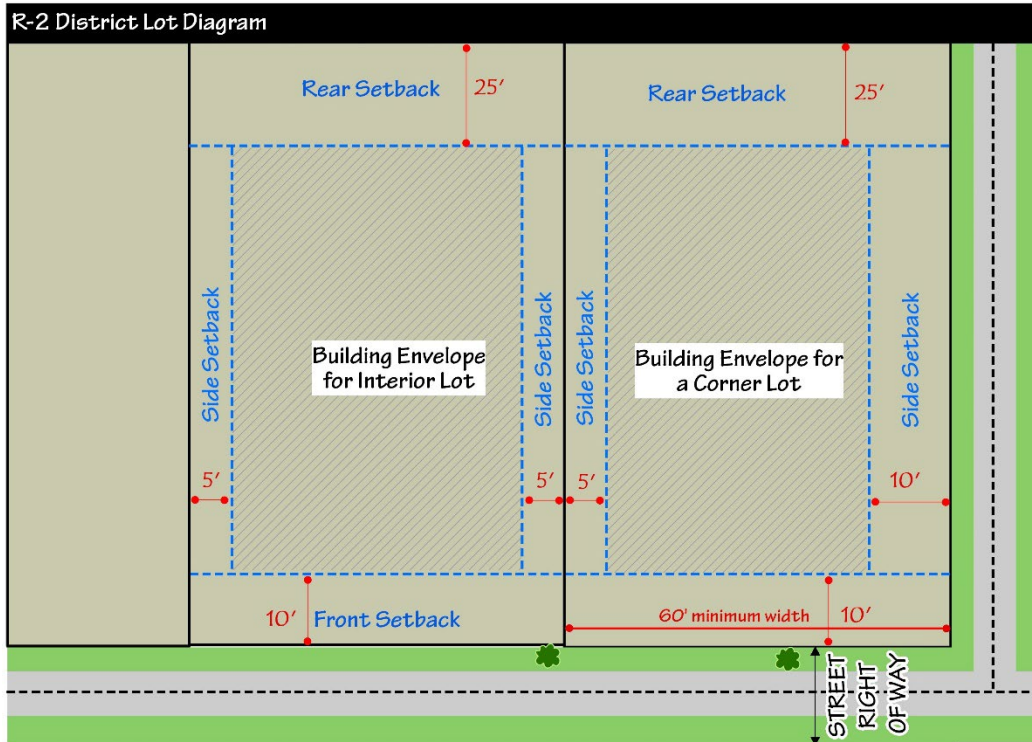 R-2 District Lot Diagram
Rear Setback
25'
Rear Setback
25'
Side Setback
Building Envelope
for Interior Lot
Side Setback
Side Setback
Building Envelope for
a Corner Lot
Side Setback
5'
5'
5'
10'
10'
Front Setback
60' minimum width
10'
STREET
RIGHT
OF WAY